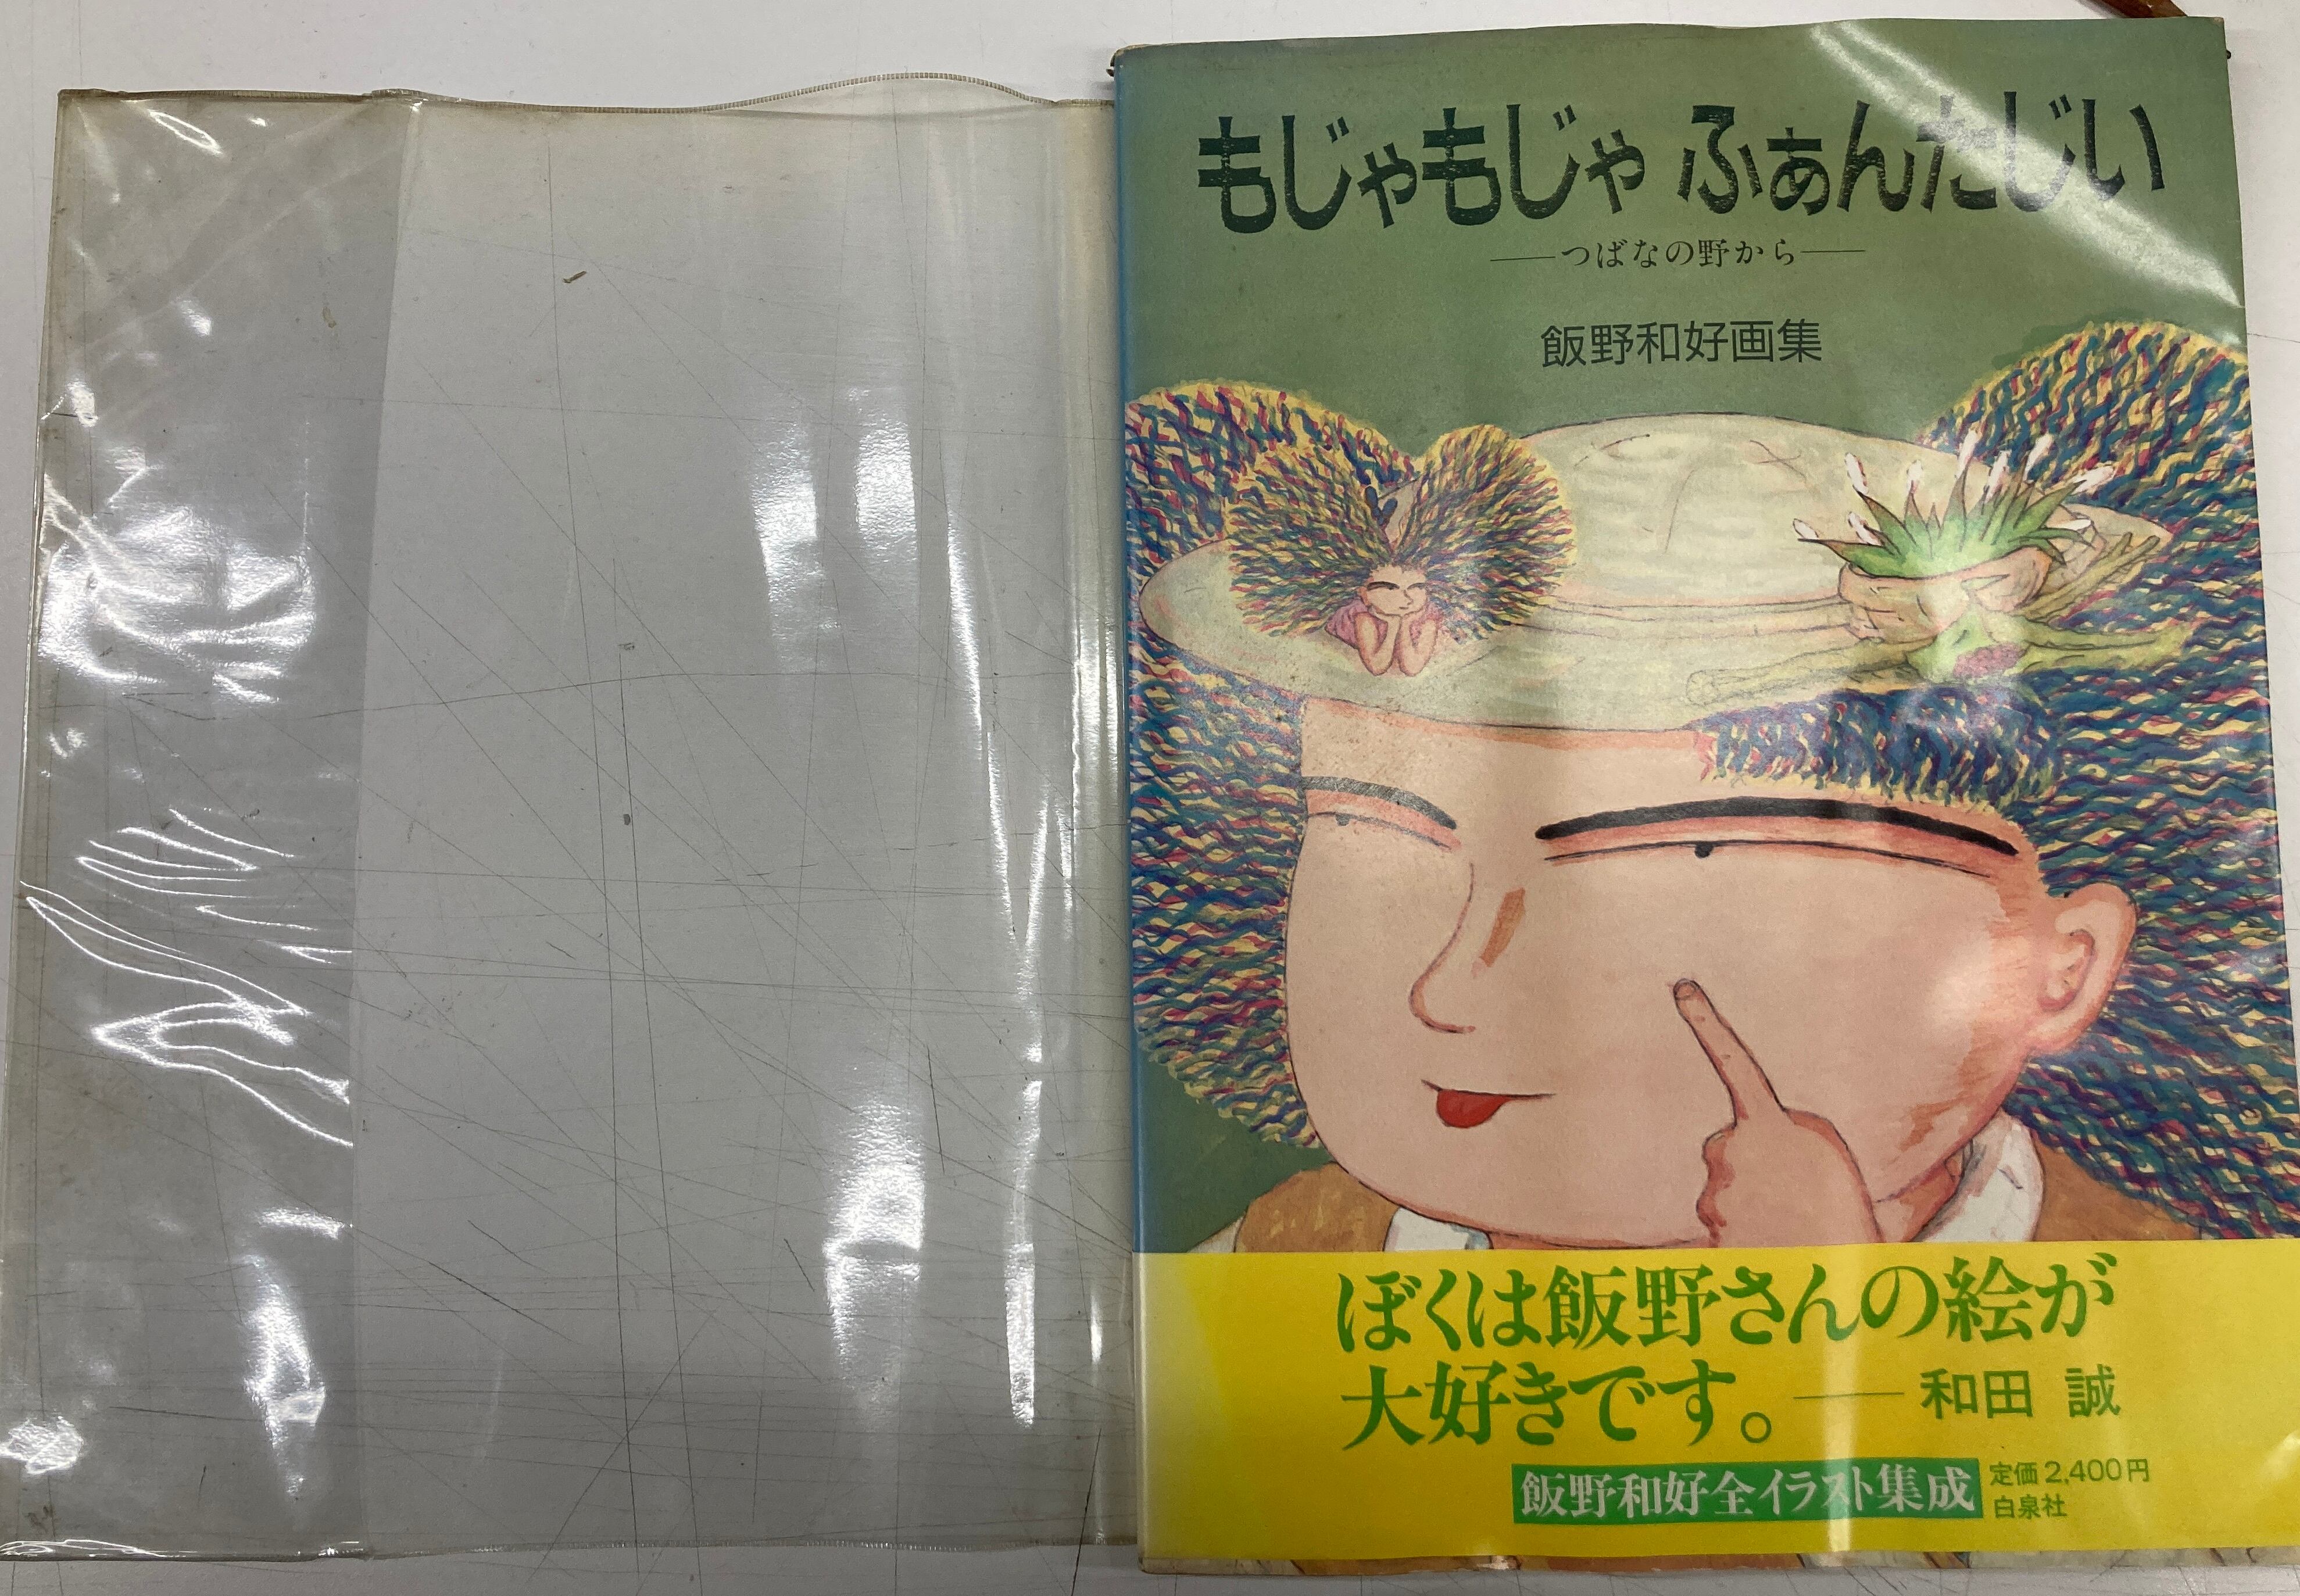 もじゃもじゃ ふぁんたじい
―つばなの野から―
飯野和好画集
ぼくは飯野さんの絵が
大好きです。―和田 誠
飯野和好全イラスト集成
定価2,400円
白泉社